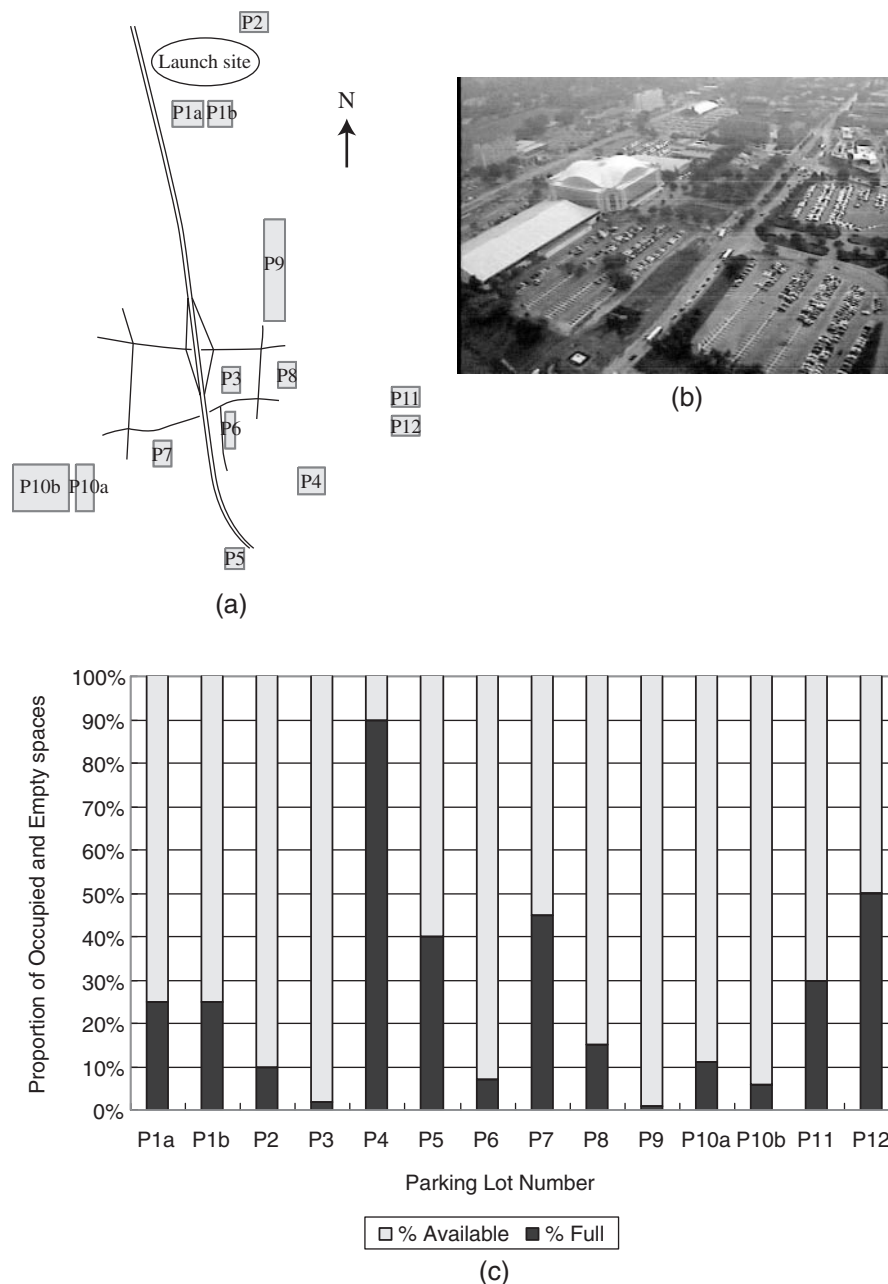 P2
Launch site
P1a P1b
N
P9
P3
P8
P11
P12
P6
P7
P10b P10a
P4
P5
(a)
(b)
Proportion of Occupied and Empty spaces
100%
90%
80%
70%
60%
50%
40%
30%
20%
10%
0%
P1a P1b P2 P3 P4 P5 P6 P7 P8 P9 P10a P10b P11 P12
Parking Lot Number
% Available % Full
(c)